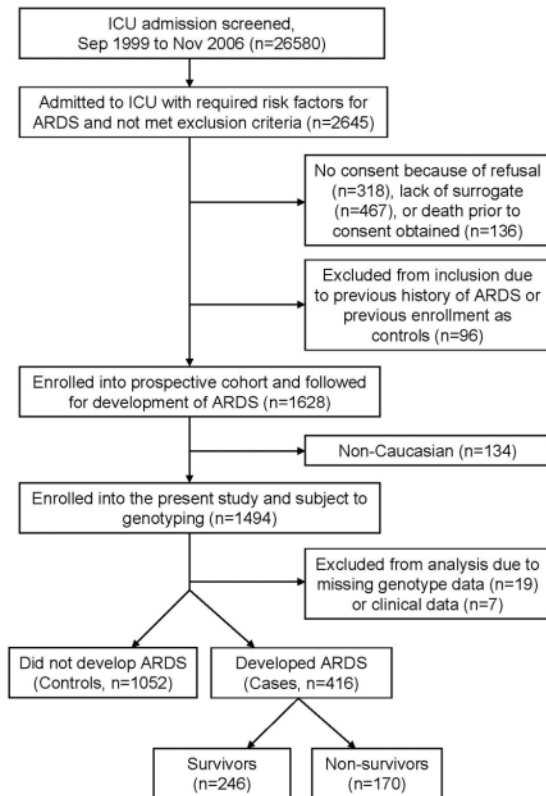 ICU admission screened,
Sep 1999 to Nov 2006 (n=26580)
Admitted to ICU with required risk factors for
ARDS and not met exclusion criteria (n=2645)
No consent because of refusal
(n=318), lack of surrogate
(n=467), or death prior to
consent obtained (n=136)
Excluded from inclusion due
to previous history of ARDS or
previous enrollment as
controls (n=96)
Enrolled into prospective cohort and followed
for development of ARDS (n=1628)
Non-Caucasian (n=134)
Enrolled into the present study and subject to
genotyping (n=1494)
Excluded from analysis due to
missing genotype data (n=19)
or clinical data (n=7)
Did not develop ARDS
(Controls, n=1052)
Developed ARDS
(Cases, n=416)
Survivors
(n=246)
Non-survivors
(n=170)